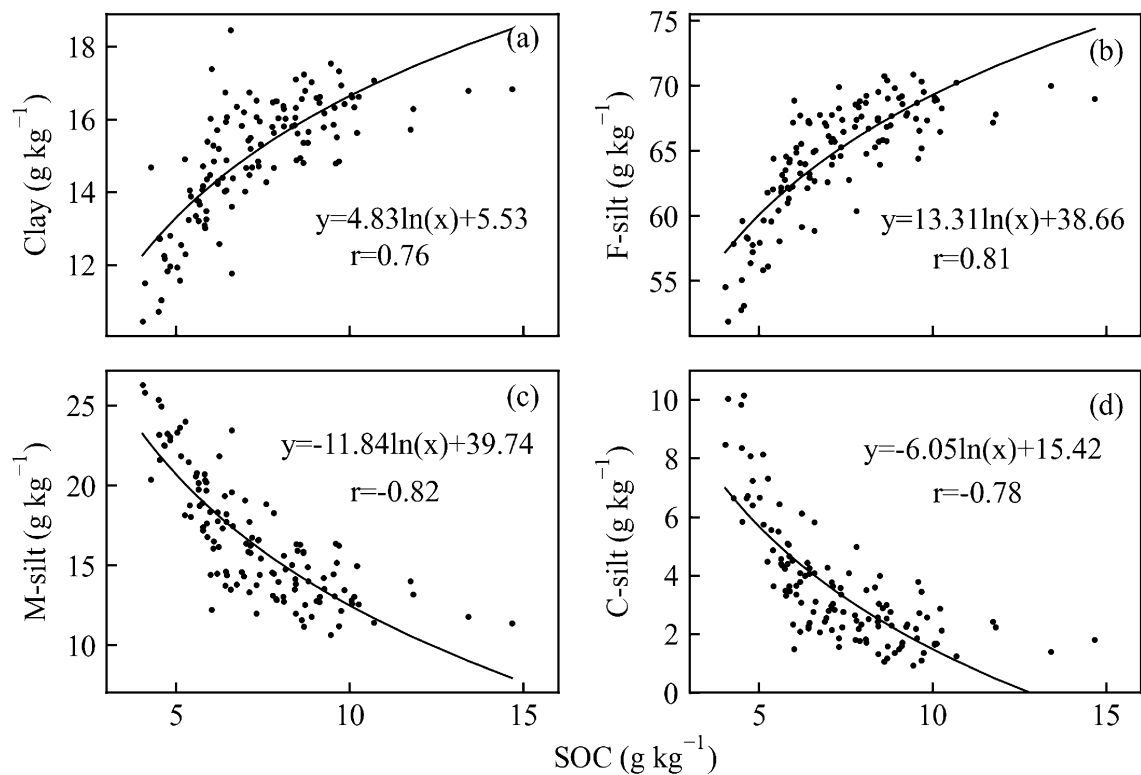 (a)
18
16
14
12
Clay (g kg⁻¹)
y=4.83ln(x)+5.53
r=0.76
(b)
75
70
65
60
55
F-silt (g kg⁻¹)
y=13.31ln(x)+38.66
r=0.81
(c)
25
20
15
10
M-silt (g kg⁻¹)
y=-11.84ln(x)+39.74
r=-0.82
5
10
15
(d)
10
8
6
4
2
0
C-silt (g kg⁻¹)
y=-6.05ln(x)+15.42
r=-0.78
5
10
15
SOC (g kg⁻¹)